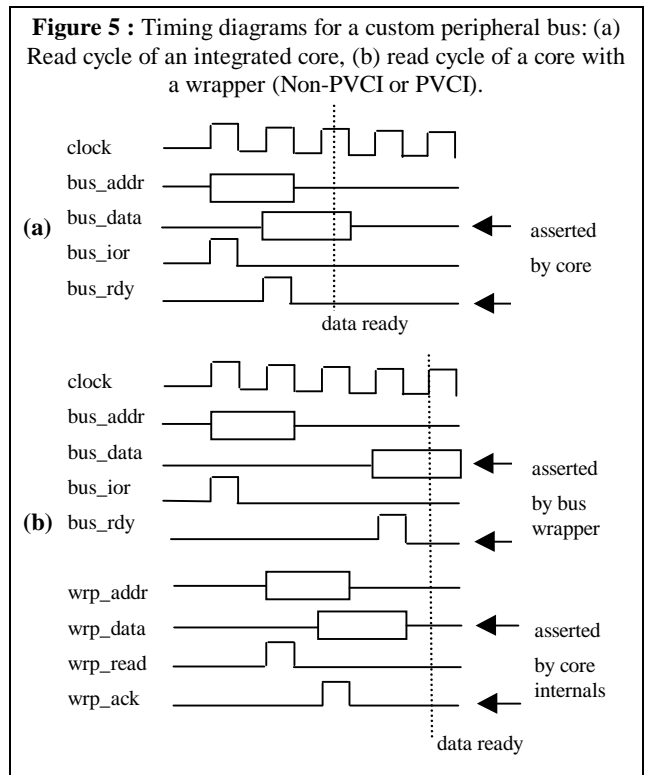 Figure 5 : Timing diagrams for a custom peripheral bus: (a)
Read cycle of an integrated core, (b) read cycle of a core with
a wrapper (Non-PVCI or PVCI).
clock
bus_addr
bus_data
(a)
asserted
bus_ior
by core
bus_rdy
data ready
clock
bus_addr
bus_data
asserted
bus_ior
by bus
(b)
bus_rdy
wrapper
wrp_addr
wrp_data
asserted
wrp_read
by core
internals
wrp_ack
data ready